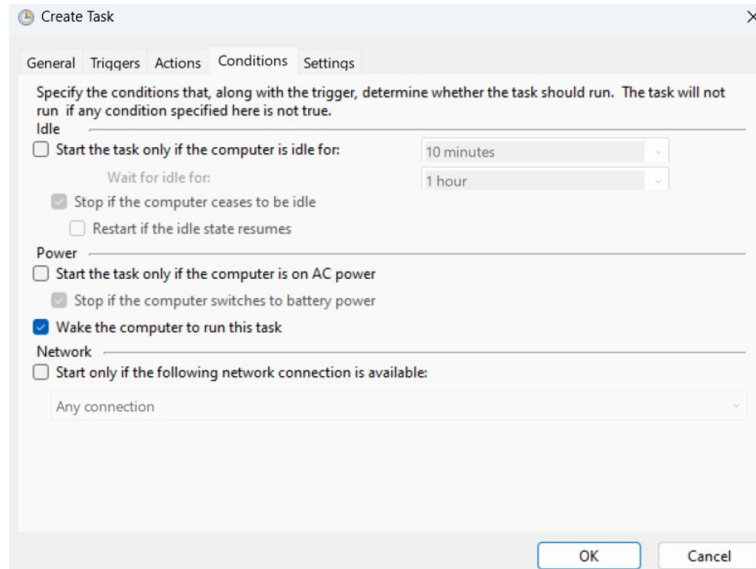 Create Task
General Triggers Actions Conditions Settings
Specify the conditions that, along with the trigger, determine whether the task should run. The task will not
run if any condition specified here is not true.
Idle
Start the task only if the computer is idle for: 10 minutes
Wait for idle for: 1 hour
Stop if the computer ceases to be idle
Restart if the idle state resumes
Power
Start the task only if the computer is on AC power
Stop if the computer switches to battery power
Wake the computer to run this task
Network
Start only if the following network connection is available:
Any connection
OK Cancel